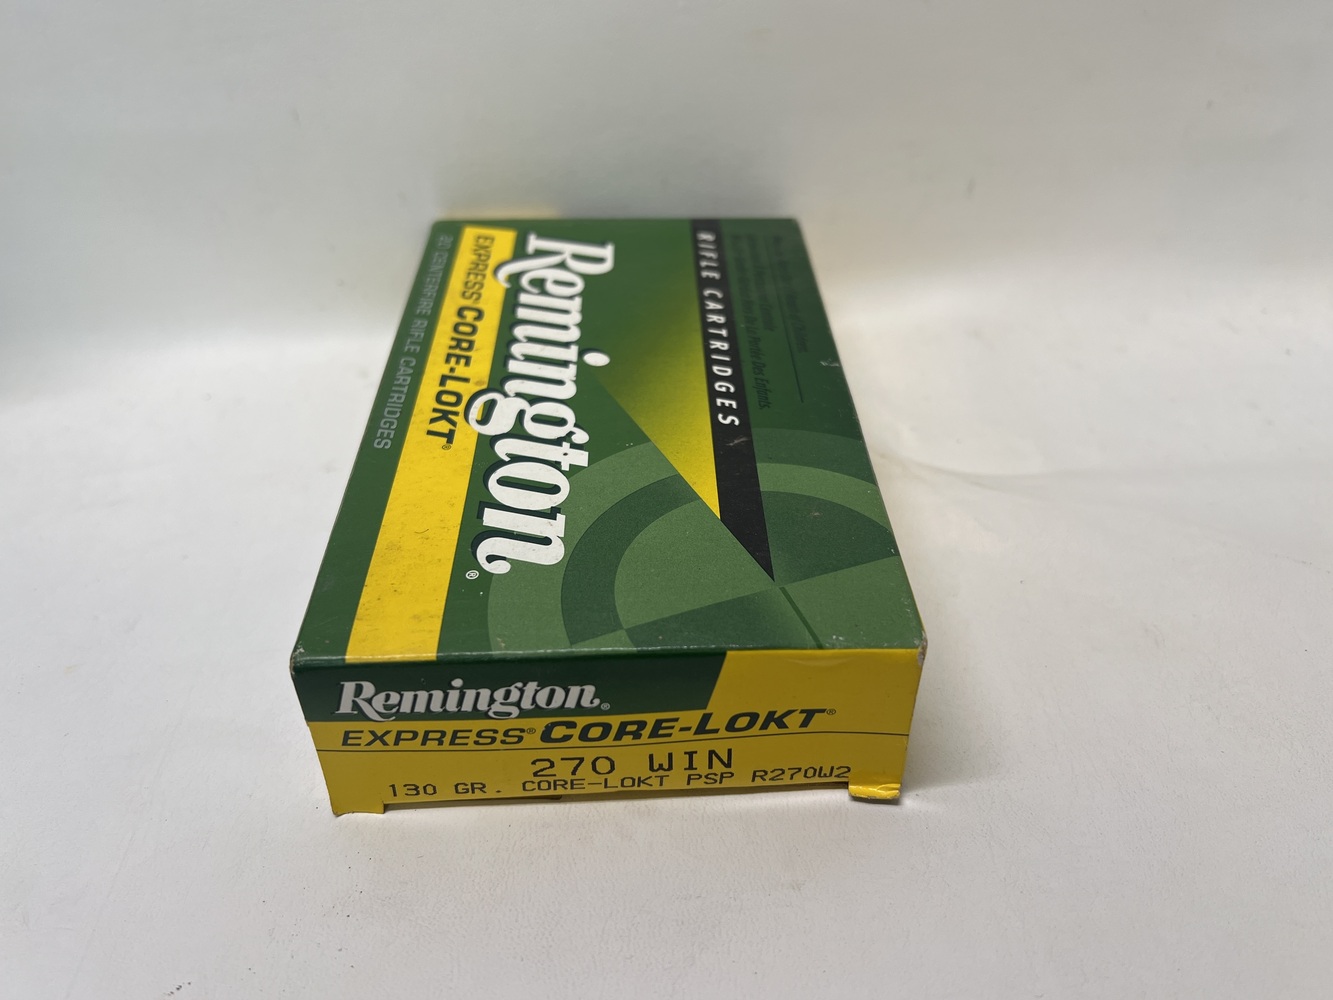 RIFLE CARTRIDGES
Remington®
EXPRESS® CORE-LOKT®
20 CENTERFIRE RIFLE CARTRIDGES
Remington®
EXPRESS® CORE-LOKT®
270 WIN
130 GR. CORE-LOKT PSP R270W2